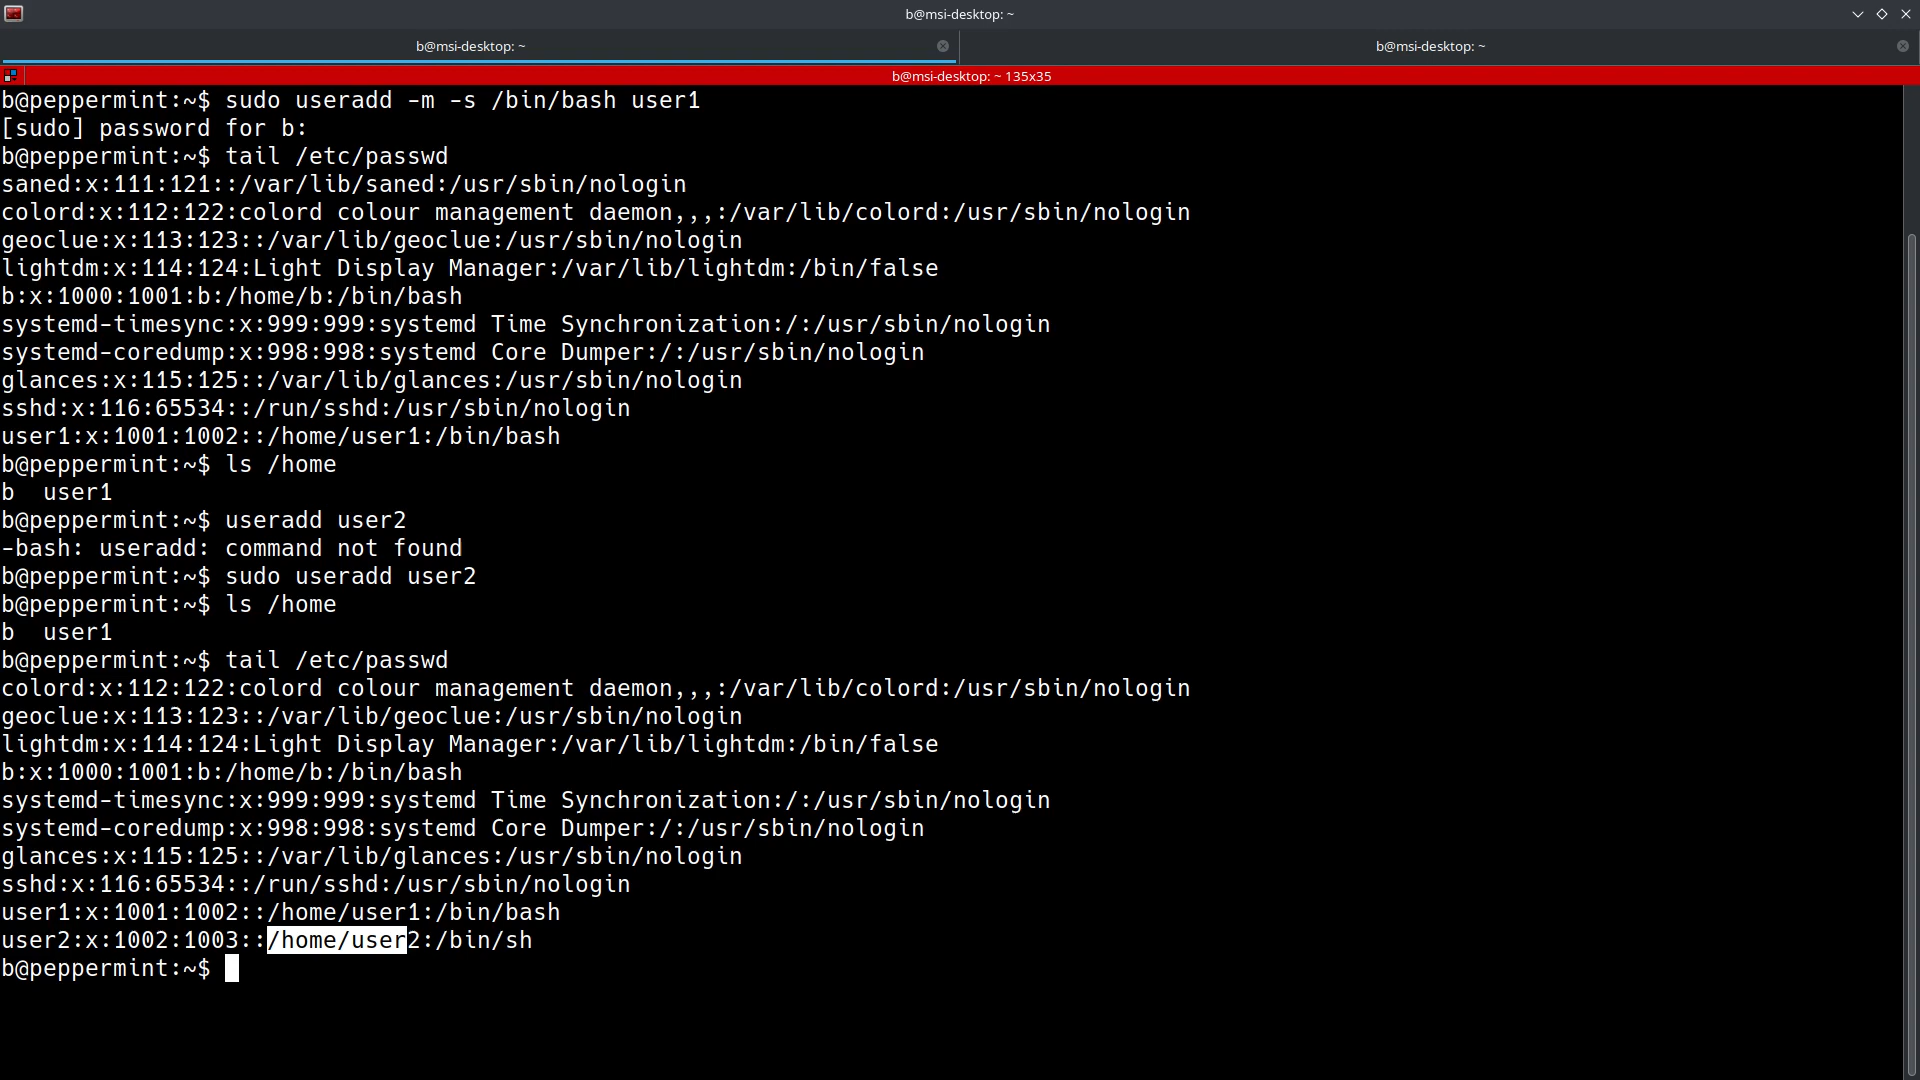 b@msi-desktop: ~
b@msi-desktop: ~
b@msi-desktop: ~
b@msi-desktop: ~ 135x35
b@peppermint:~$ sudo useradd -m -s /bin/bash user1
[sudo] password for b:
b@peppermint:~$ tail /etc/passwd
saned:x:111:121::/var/lib/saned:/usr/sbin/nologin
colord:x:112:122:colord colour management daemon,,,:/var/lib/colord:/usr/sbin/nologin
geoclue:x:113:123::/var/lib/geoclue:/usr/sbin/nologin
lightdm:x:114:124:Light Display Manager:/var/lib/lightdm:/bin/false
b:x:1000:1001:b:/home/b:/bin/bash
systemd-timesync:x:999:999:systemd Time Synchronization:/:/usr/sbin/nologin
systemd-coredump:x:998:998:systemd Core Dumper:/:/usr/sbin/nologin
glances:x:115:125::/var/lib/glances:/usr/sbin/nologin
sshd:x:116:65534::/run/sshd:/usr/sbin/nologin
user1:x:1001:1002::/home/user1:/bin/bash
b@peppermint:~$ ls /home
b  user1
b@peppermint:~$ useradd user2
-bash: useradd: command not found
b@peppermint:~$ sudo useradd user2
b@peppermint:~$ ls /home
b  user1
b@peppermint:~$ tail /etc/passwd
colord:x:112:122:colord colour management daemon,,,:/var/lib/colord:/usr/sbin/nologin
geoclue:x:113:123::/var/lib/geoclue:/usr/sbin/nologin
lightdm:x:114:124:Light Display Manager:/var/lib/lightdm:/bin/false
b:x:1000:1001:b:/home/b:/bin/bash
systemd-timesync:x:999:999:systemd Time Synchronization:/:/usr/sbin/nologin
systemd-coredump:x:998:998:systemd Core Dumper:/:/usr/sbin/nologin
glances:x:115:125::/var/lib/glances:/usr/sbin/nologin
sshd:x:116:65534::/run/sshd:/usr/sbin/nologin
user1:x:1001:1002::/home/user1:/bin/bash
user2:x:1002:1003::/home/user2:/bin/sh
b@peppermint:~$